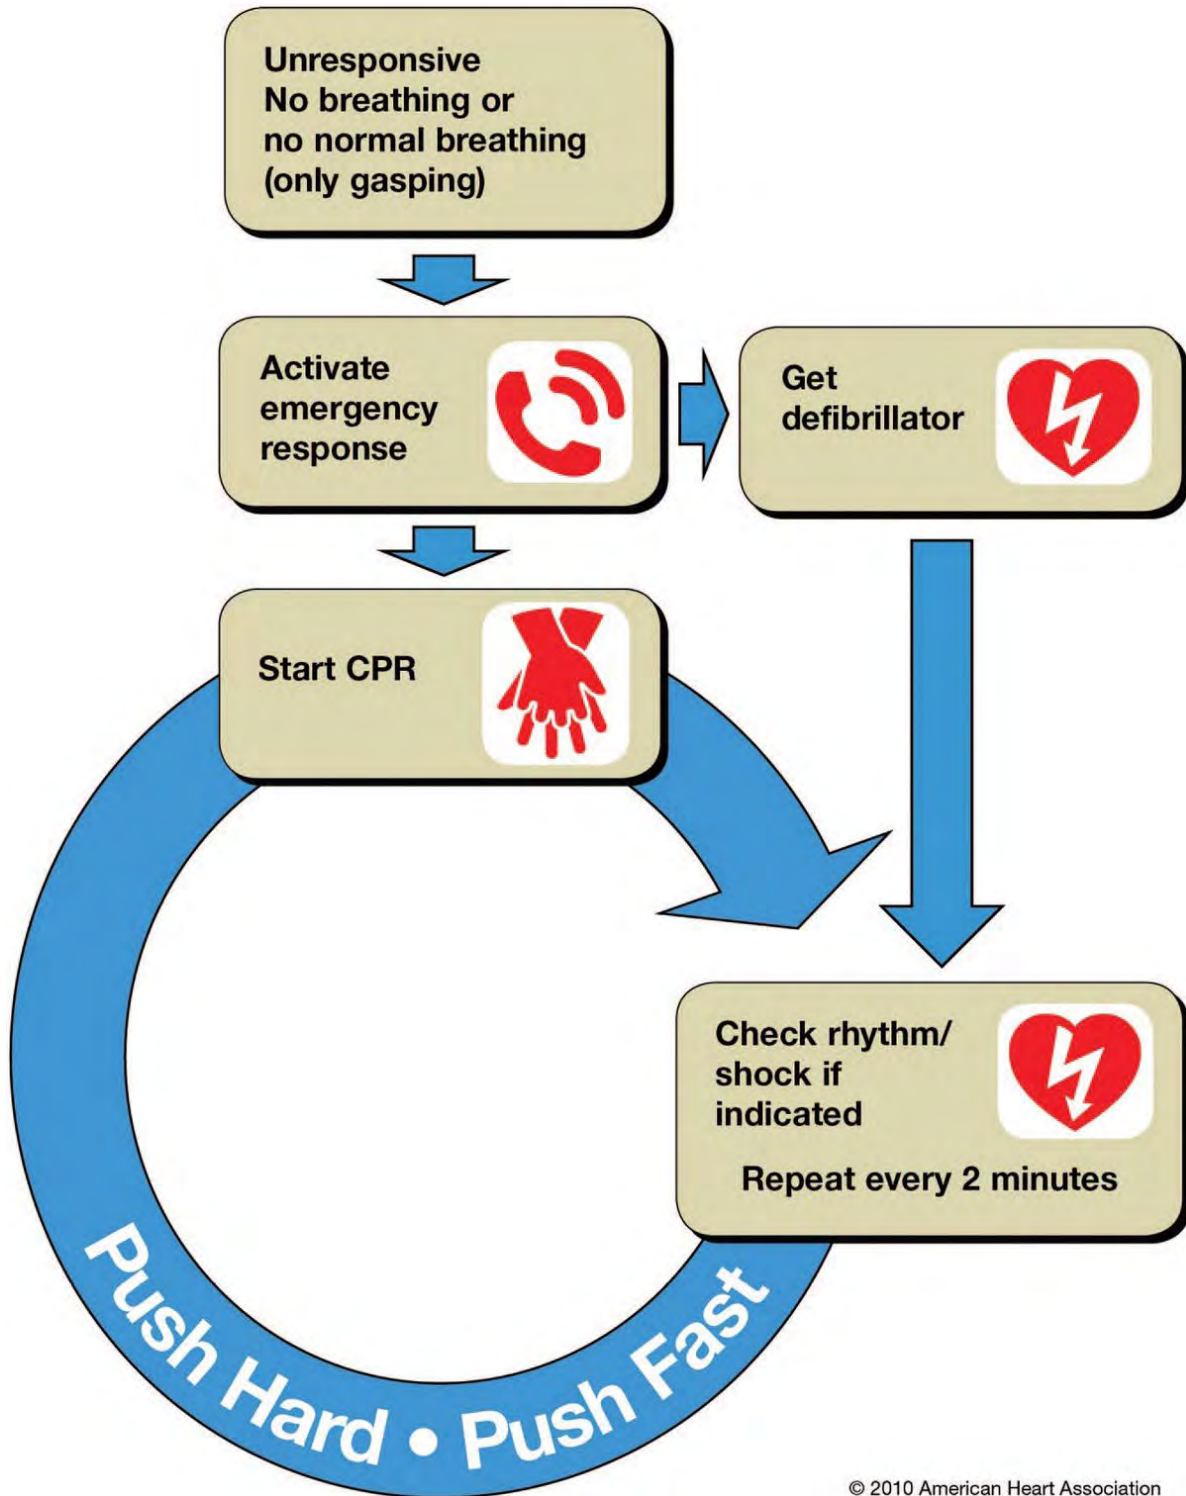 Unresponsive
No breathing or
no normal breathing
(only gasping)
Activate
emergency
response
Get
defibrillator
Start CPR
Check rhythm/
shock if
indicated
Repeat every 2 minutes
Push Hard • Push Fast
© 2010 American Heart Association